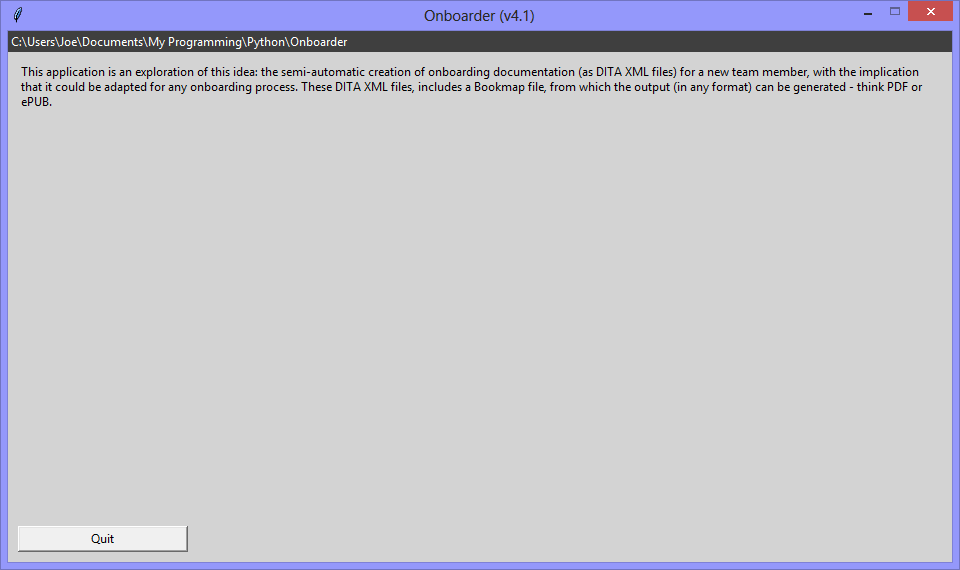 Onboarder (v4.1)
C:\Users\Joe\Documents\My Programming\Python\Onboarder
This application is an exploration of this idea: the semi-automatic creation of onboarding documentation (as DITA XML files) for a new team member, with the implication
that it could be adapted for any onboarding process. These DITA XML files, includes a Bookmap file, from which the output (in any format) can be generated - think PDF or
ePUB.
Quit